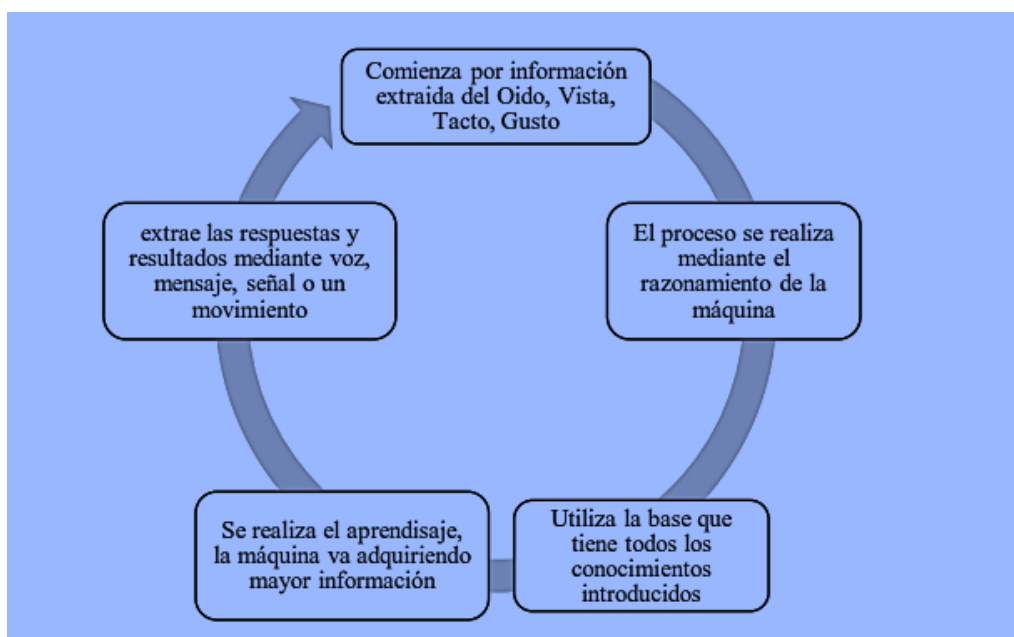 Comienza por información
extraida del Oido, Vista,
Tacto, Gusto
El proceso se realiza
mediante el
razonamiento de la
máquina
Utiliza la base que
tiene todos los
conocimientos
introducidos
Se realiza el aprendisaje,
la máquina va adquiriendo
mayor información
extrae las respuestas y
resultados mediante voz,
mensaje, señal o un
movimiento